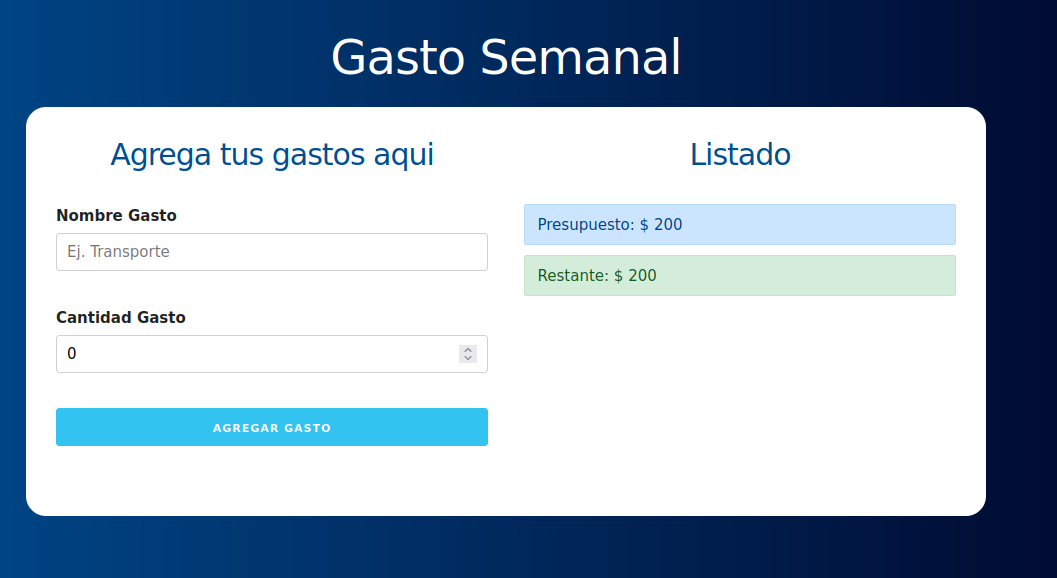 Gasto Semanal
Agrega tus gastos aqui
Nombre Gasto
Ej. Transporte
Cantidad Gasto
0
AGREGAR GASTO
Listado
Presupuesto: $ 200
Restante: $ 200